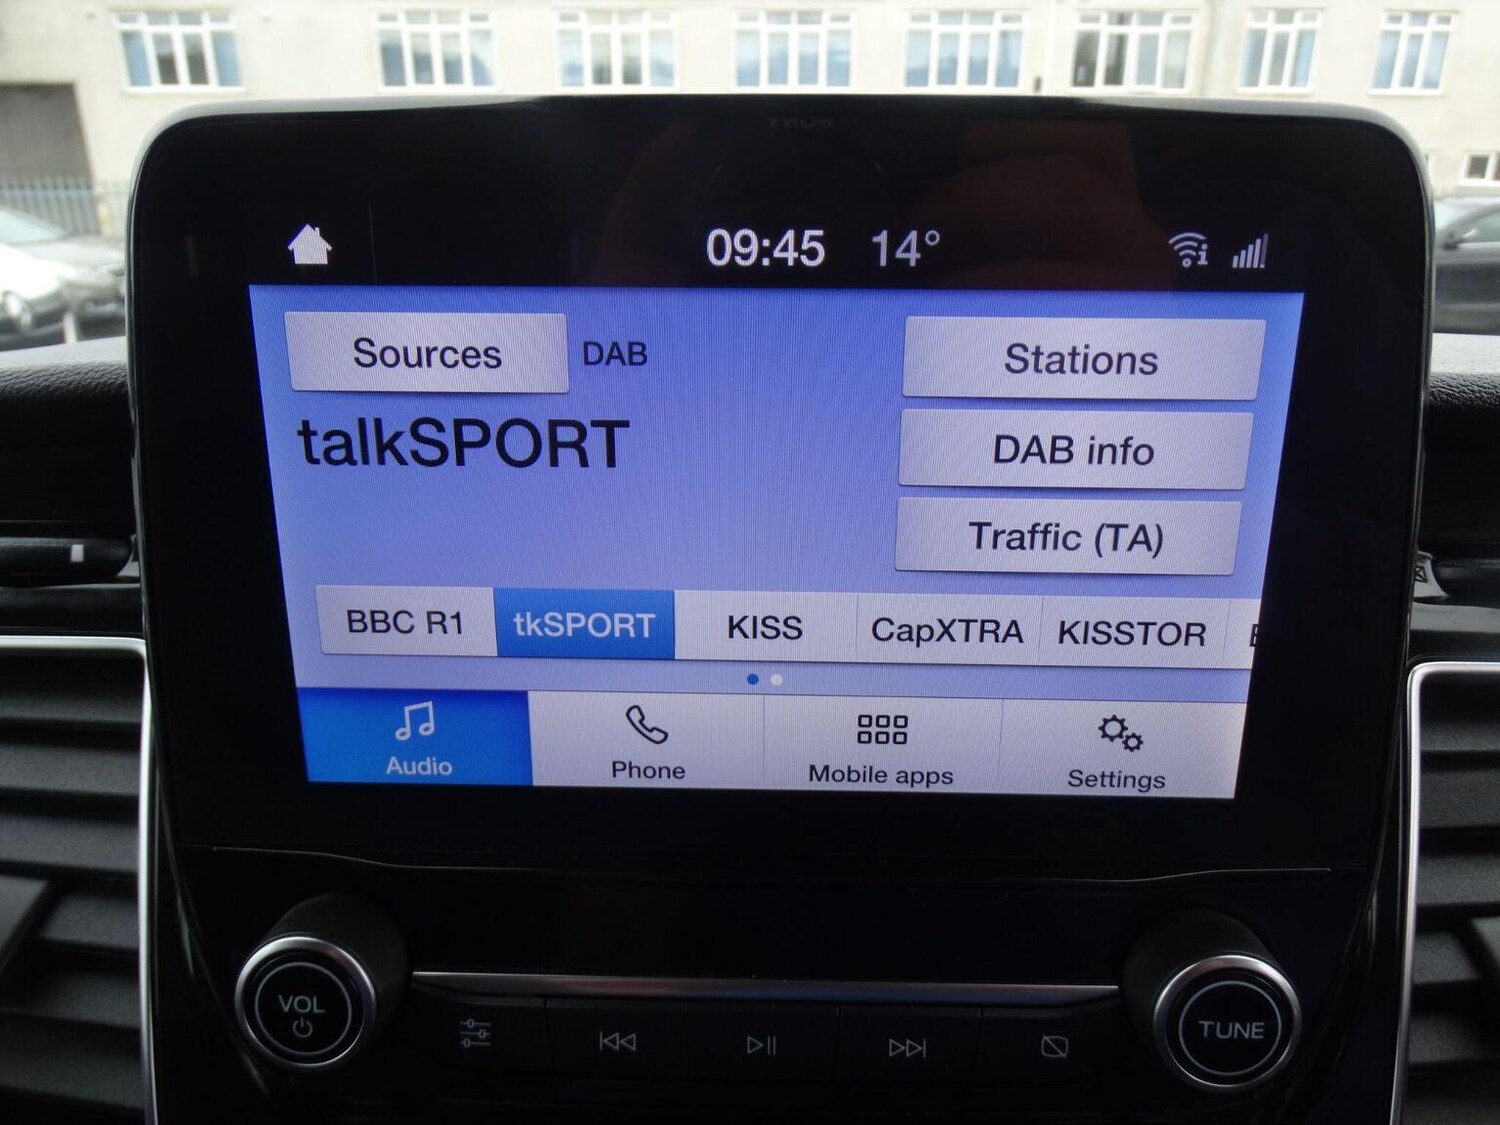 09:45 14°
Sources DAB
talkSPORT
Stations
DAB info
Traffic (TA)
BBC R1 tkSPORT KISS CapXTRA KISSTOR
Audio Phone Mobile apps Settings
VOL
TUNE